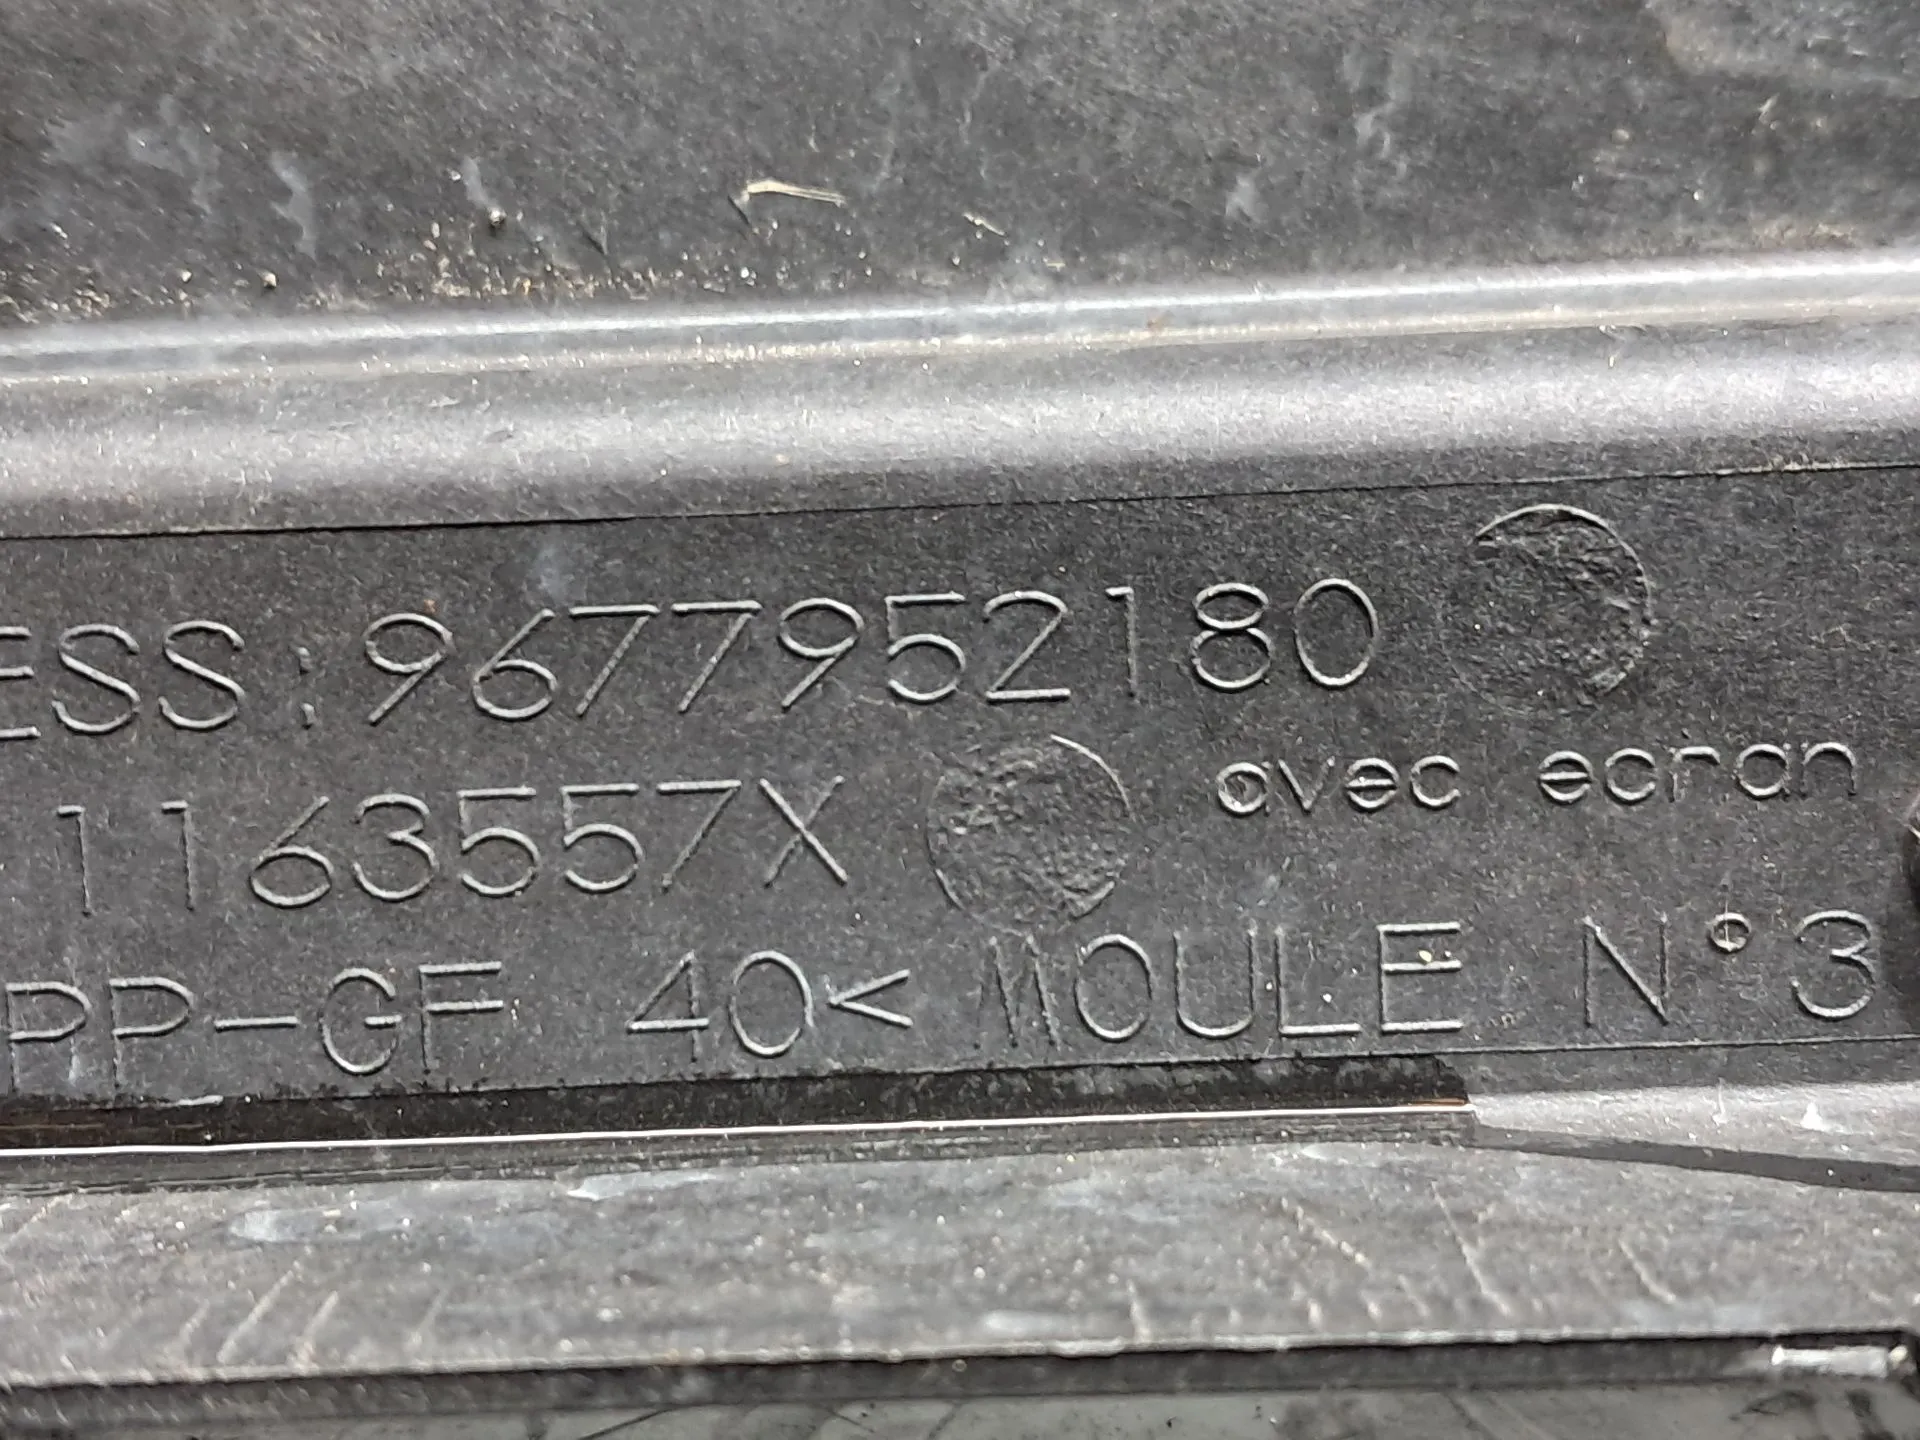 ESS:9677952180
1163557X avec ecran
PP-GF 40< MOULE N°3